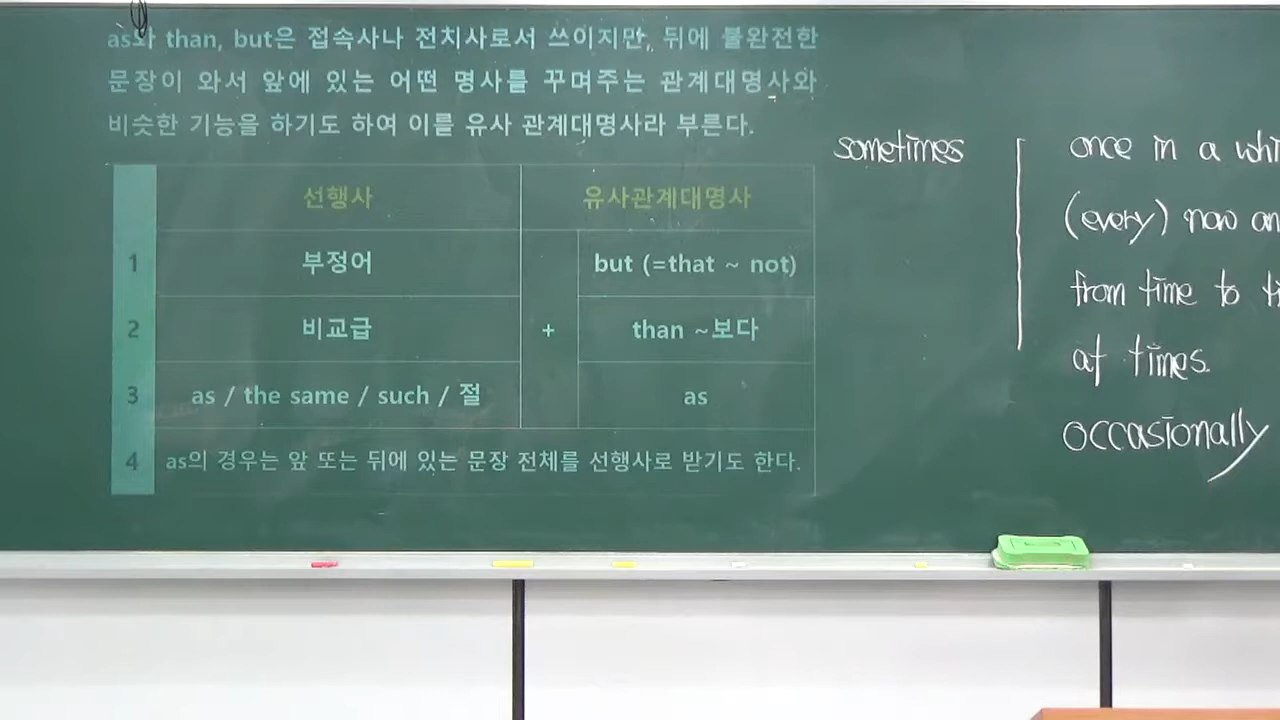 as와 than, but은 접속사나 전치사로서 쓰이지만, 뒤에 불완전한
문장이 와서 앞에 있는 어떤 명사를 꾸며주는 관계대명사와
비슷한 기능을 하기도 하여 이를 유사 관계대명사라 부른다.
선행사 유사관계대명사
1 부정어 but (=that ~ not)
2 비교급 + than ~보다
3 as / the same / such / 절 as
4 as의 경우는 앞 또는 뒤에 있는 문장 전체를 선행사로 받기도 한다.
sometimes
once in a
(every) now
from time to
at times.
occasionally